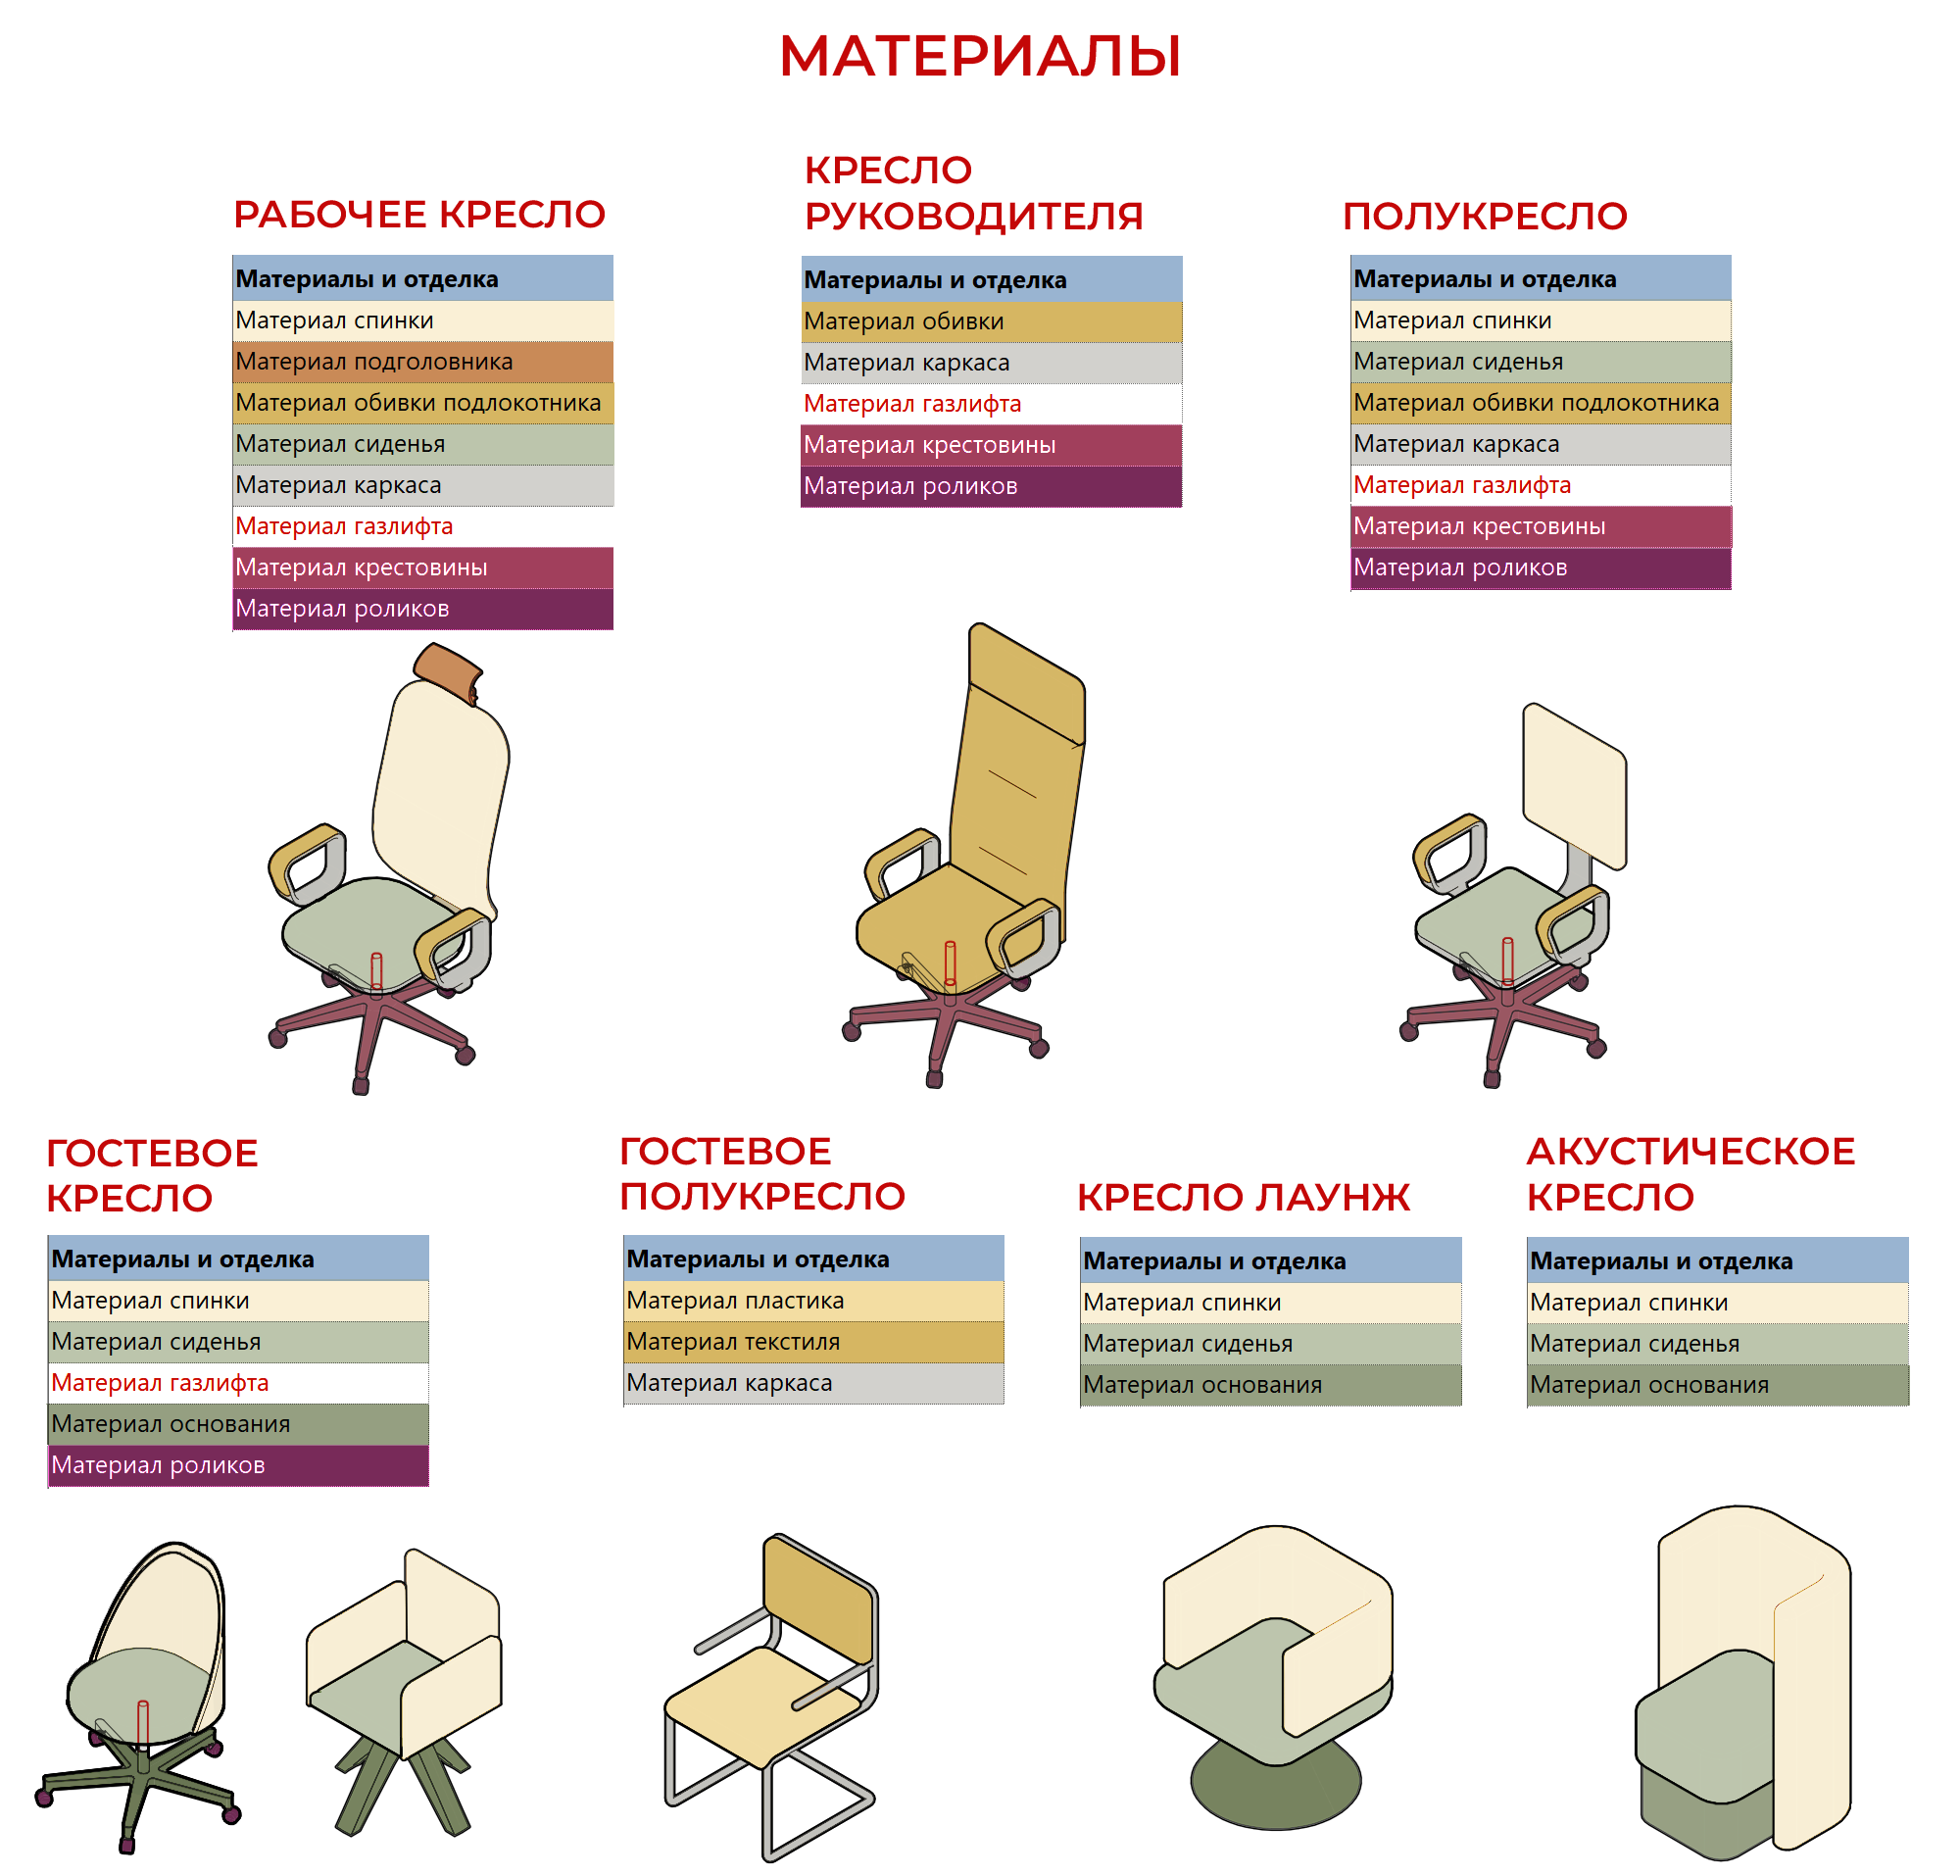 МАТЕРИАЛЫ
РАБОЧЕЕ КРЕСЛО
Материалы и отделка
Материал спинки
Материал подголовника
Материал обивки подлокотника
Материал сиденья
Материал каркаса
Материал газлифта
Материал крестовины
Материал роликов
КРЕСЛО
РУКОВОДИТЕЛЯ
Материалы и отделка
Материал обивки
Материал каркаса
Материал газлифта
Материал крестовины
Материал роликов
ПОЛУКРЕСЛО
Материалы и отделка
Материал спинки
Материал сиденья
Материал обивки подлокотника
Материал каркаса
Материал газлифта
Материал крестовины
Материал роликов
ГОСТЕВОЕ
КРЕСЛО
Материалы и отделка
Материал спинки
Материал сиденья
Материал газлифта
Материал основания
Материал роликов
ГОСТЕВОЕ
ПОЛУКРЕСЛО
Материалы и отделка
Материал пластика
Материал текстиля
Материал каркаса
КРЕСЛО ЛАУНЖ
Материалы и отделка
Материал спинки
Материал сиденья
Материал основания
АКУСТИЧЕСКОЕ
КРЕСЛО
Материалы и отделка
Материал спинки
Материал сиденья
Материал основания